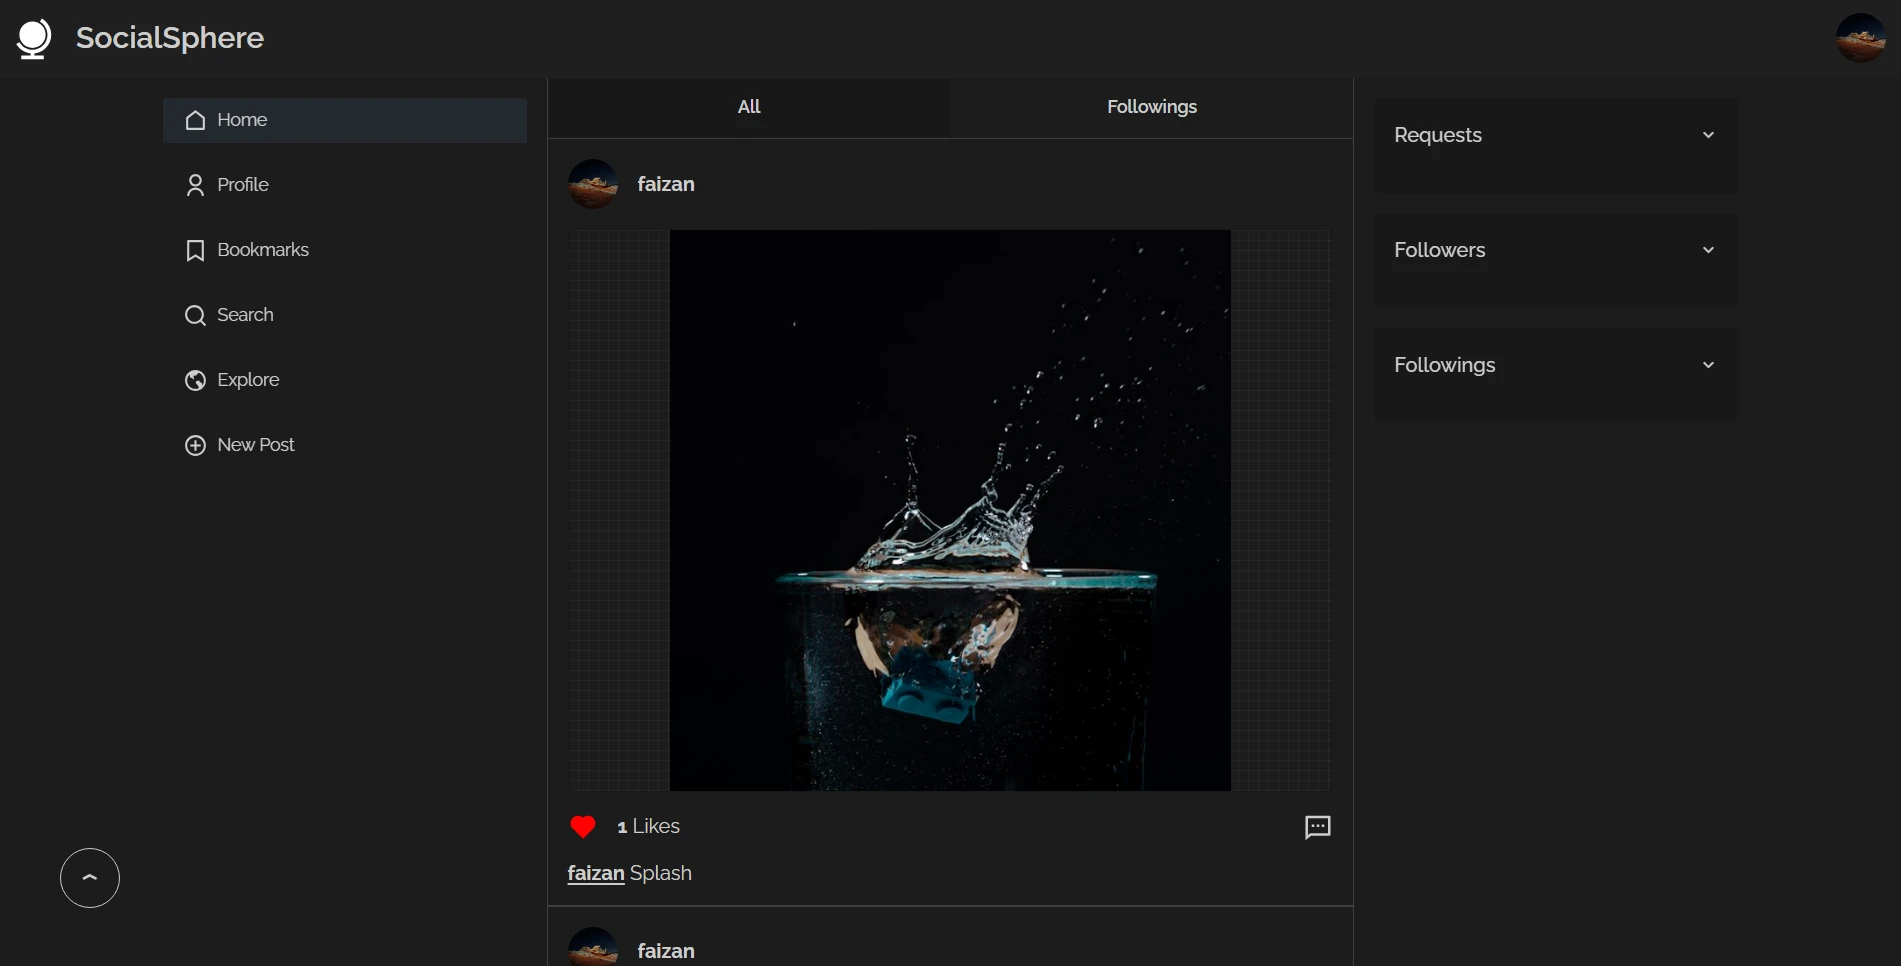 SocialSphere
Home
Profile
Bookmarks
Search
Explore
New Post
All
Followings
faizan
1 Likes
faizan Splash
faizan
Requests
Followers
Followings